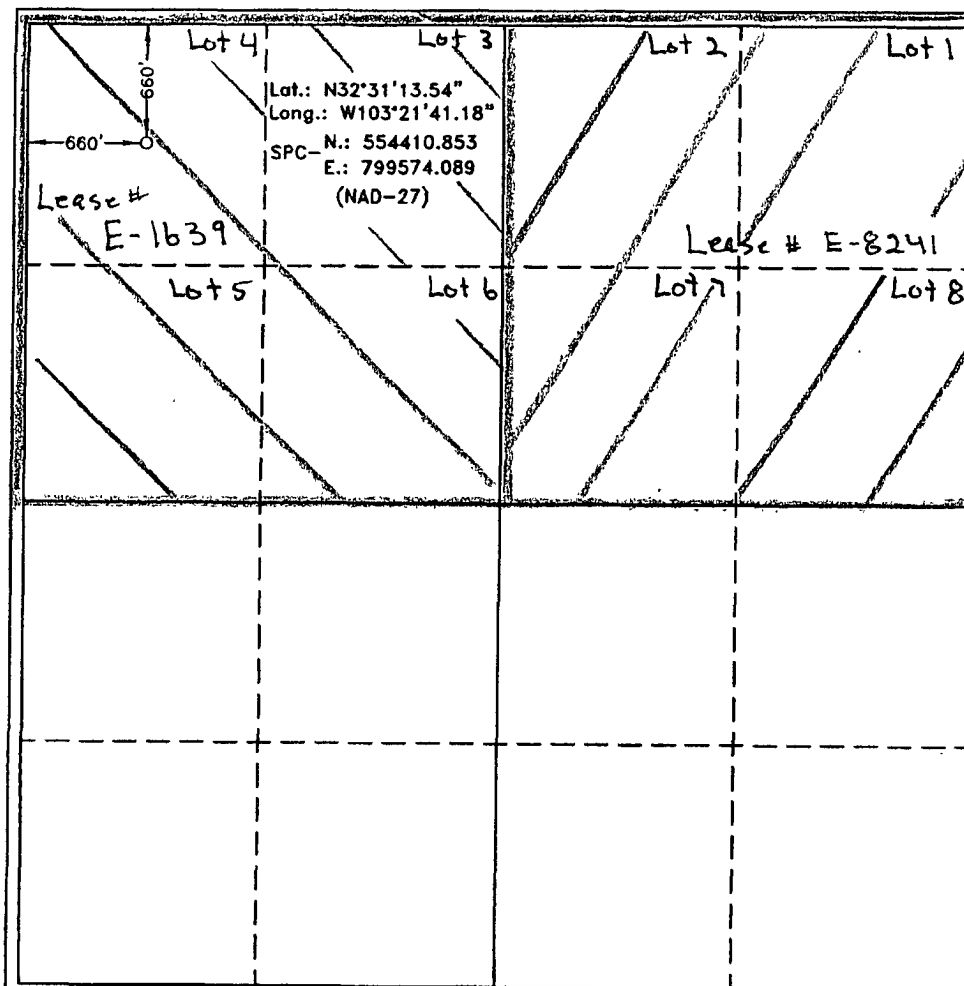 Lot 4
Lot 3
Lot 2
Lot 1
660'
660'
Lat.: N32°31'13.54"
Long.: W103°21'41.18"
SPC- N.: 554410.853
E.: 799574.089
(NAD-27)
Lease #
E-1639
Lease # E-8241
Lot 5
Lot 6
Lot 7
Lot 8